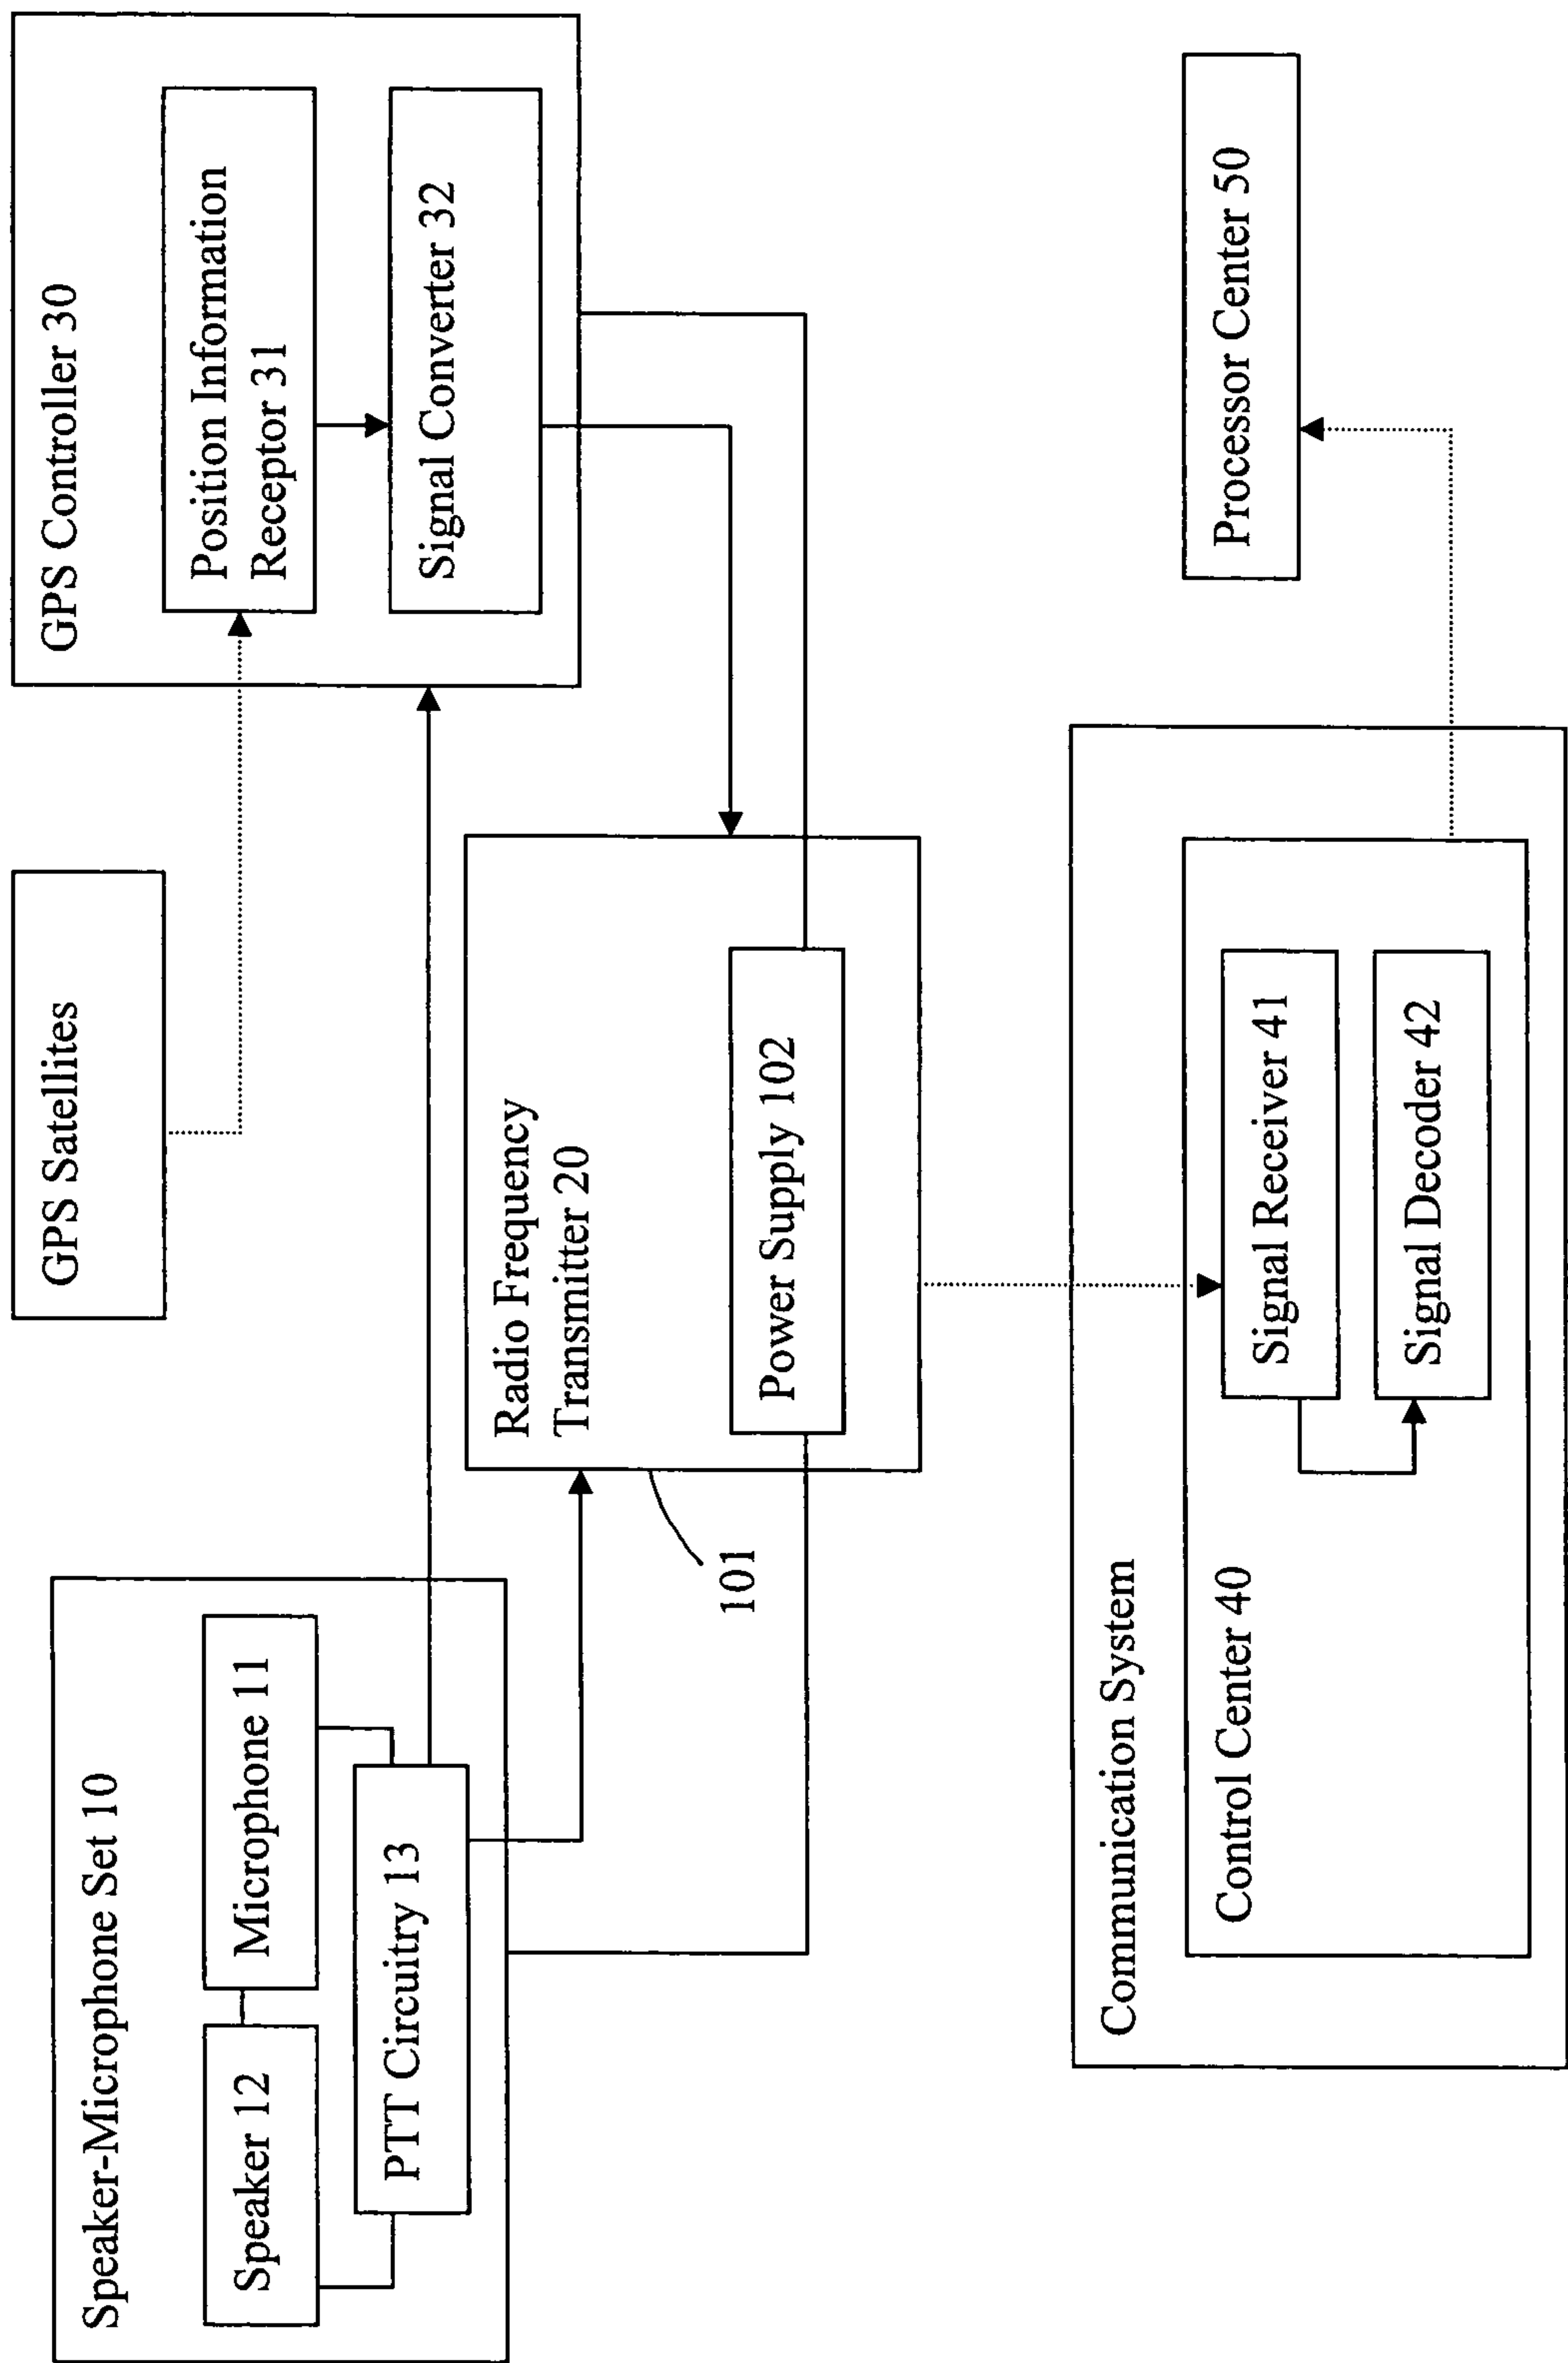 Speaker-Microphone Set 10
Speaker 12
Microphone 11
PTT Circuitry 13
GPS Satellites
GPS Controller 30
Position Information
Receptor 31
Signal Converter 32
Radio Frequency
Transmitter 20
Power Supply 102
101
Communication System
Control Center 40
Signal Receiver 41
Signal Decoder 42
Processor Center 50